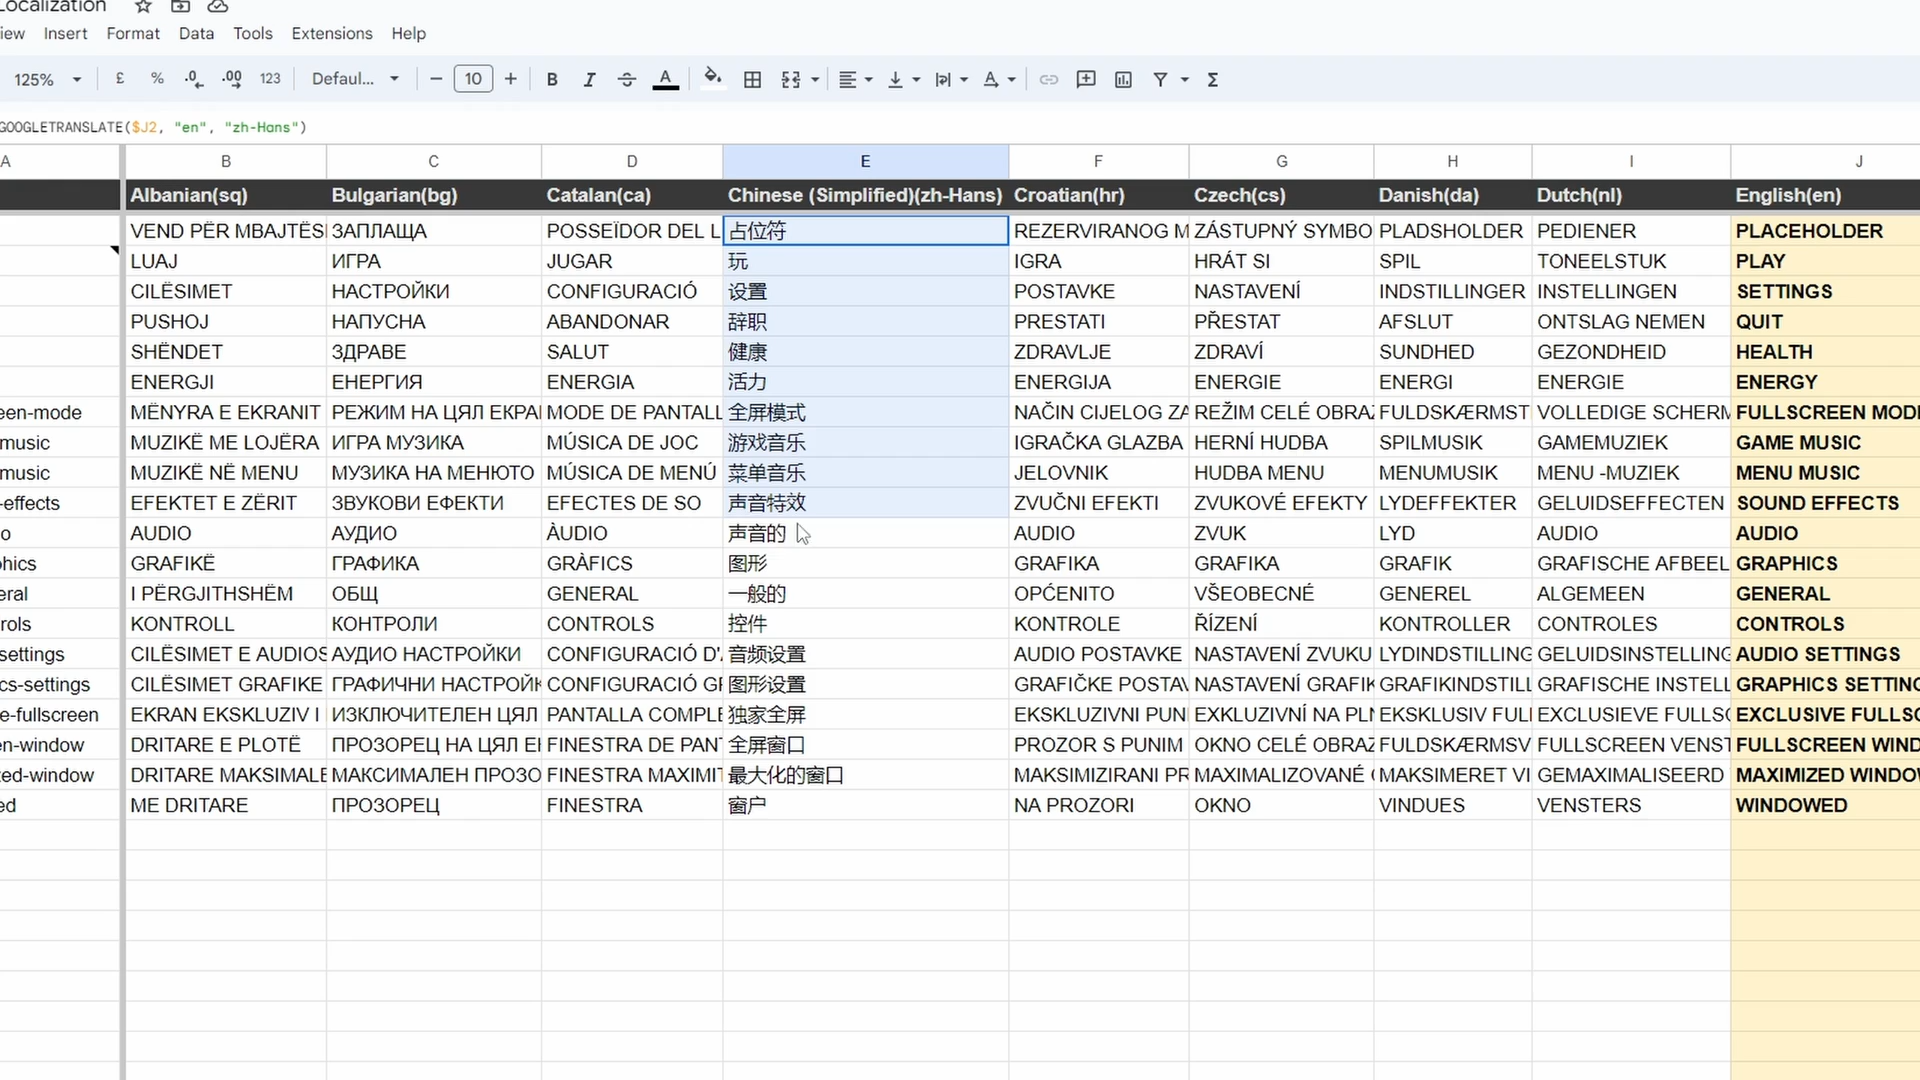 Localization
iew Insert Format Data Tools Extensions Help
125% £ % .0 .00 123 Defaul... − 10 + B I A A Σ
GOOGLETRANSLATE($J2, "en", "zh-Hans")
A B C D E F G H I J
Albanian(sq) Bulgarian(bg) Catalan(ca) Chinese (Simplified)(zh-Hans) Croatian(hr) Czech(cs) Danish(da) Dutch(nl) English(en)
VEND PËR MBAJTËS ЗАПЛАЩА POSSEÏDOR DEL L 占位符 REZERVIRANOG M ZÁSTUPNÝ SYMBO PLADSHOLDER PEDIENER PLACEHOLDER
LUAJ ИГРА JUGAR 玩 IGRA HRÁT SI SPIL TONEELSTUK PLAY
CILËSIMET НАСТРОЙКИ CONFIGURACIÓ 设置 POSTAVKE NASTAVENÍ INDSTILLINGER INSTELLINGEN SETTINGS
PUSHOJ НАПУСНА ABANDONAR 辞职 PRESTATI PŘESTAT AFSLUT ONTSLAG NEMEN QUIT
SHËNDET ЗДРАВЕ SALUT 健康 ZDRAVLJE ZDRAVÍ SUNDHED GEZONDHEID HEALTH
ENERGJI ЕНЕРГИЯ ENERGIA 活力 ENERGIJA ENERGIE ENERGI ENERGIE ENERGY
een-mode MËNYRA E EKRANIT РЕЖИМ НА ЦЯЛ ЕКРА MODE DE PANTALL 全屏模式 NAČIN CIJELOG ZA REŽIM CELÉ OBRAZ FULDSKÆRMST VOLLEDIGE SCHERM FULLSCREEN MODE
music MUZIKË ME LOJËRA ИГРА МУЗИКА MÚSICA DE JOC 游戏音乐 IGRAČKA GLAZBA HERNÍ HUDBA SPILMUSIK GAMEMUZIEK GAME MUSIC
music MUZIKË NË MENU МУЗИКА НА МЕНЮТО MÚSICA DE MENÚ 菜单音乐 JELOVNIK HUDBA MENU MENUMUSIK MENU -MUZIEK MENU MUSIC
-effects EFEKTET E ZËRIT ЗВУКОВИ ЕФЕКТИ EFECTES DE SO 声音特效 ZVUČNI EFEKTI ZVUKOVÉ EFEKTY LYDEFFEKTER GELUIDSEFFECTEN SOUND EFFECTS
o AUDIO АУДИО ÀUDIO 声音的 AUDIO ZVUK LYD AUDIO AUDIO
hics GRAFIKË ГРАФИКА GRÀFICS 图形 GRAFIKA GRAFIKA GRAFIK GRAFISCHE AFBEEL GRAPHICS
eral I PËRGJITHSHËM ОБЩ GENERAL 一般的 OPĆENITO VŠEOBECNÉ GENEREL ALGEMEEN GENERAL
rols KONTROLL КОНТРОЛИ CONTROLS 控件 KONTROLE ŘÍZENÍ KONTROLLER CONTROLES CONTROLS
settings CILËSIMET E AUDIOS АУДИО НАСТРОЙКИ CONFIGURACIÓ D'A 音频设置 AUDIO POSTAVKE NASTAVENÍ ZVUKU LYDINDSTILLING GELUIDSINSTELLING AUDIO SETTINGS
cs-settings CILËSIMET GRAFIKE ГРАФИЧНИ НАСТРОЙК CONFIGURACIÓ GR 图形设置 GRAFIČKE POSTAV NASTAVENÍ GRAFIK GRAFIKINDSTILL GRAFISCHE INSTELL GRAPHICS SETTING
e-fullscreen EKRAN EKSKLUZIV I ИЗКЛЮЧИТЕЛЕН ЦЯЛ PANTALLA COMPLE 独家全屏 EKSKLUZIVNI PUNI EXKLUZIVNÍ NA PLN EKSKLUSIV FULL EXCLUSIEVE FULLSC EXCLUSIVE FULLSC
en-window DRITARE E PLOTË ПРОЗОРЕЦ НА ЦЯЛ ЕК FINESTRA DE PANT 全屏窗口 PROZOR S PUNIM OKNO CELÉ OBRAZ FULDSKÆRMSV FULLSCREEN VENST FULLSCREEN WIND
zed-window DRITARE MAKSIMALE МАКСИМАЛЕН ПРОЗО FINESTRA MAXIMIT 最大化的窗口 MAKSIMIZIRANI PR MAXIMALIZOVANÉ MAKSIMERET VI GEMAXIMALISEERD MAXIMIZED WINDOW
ed ME DRITARE ПРОЗОРЕЦ FINESTRA 窗户 NA PROZORI OKNO VINDUES VENSTERS WINDOWED